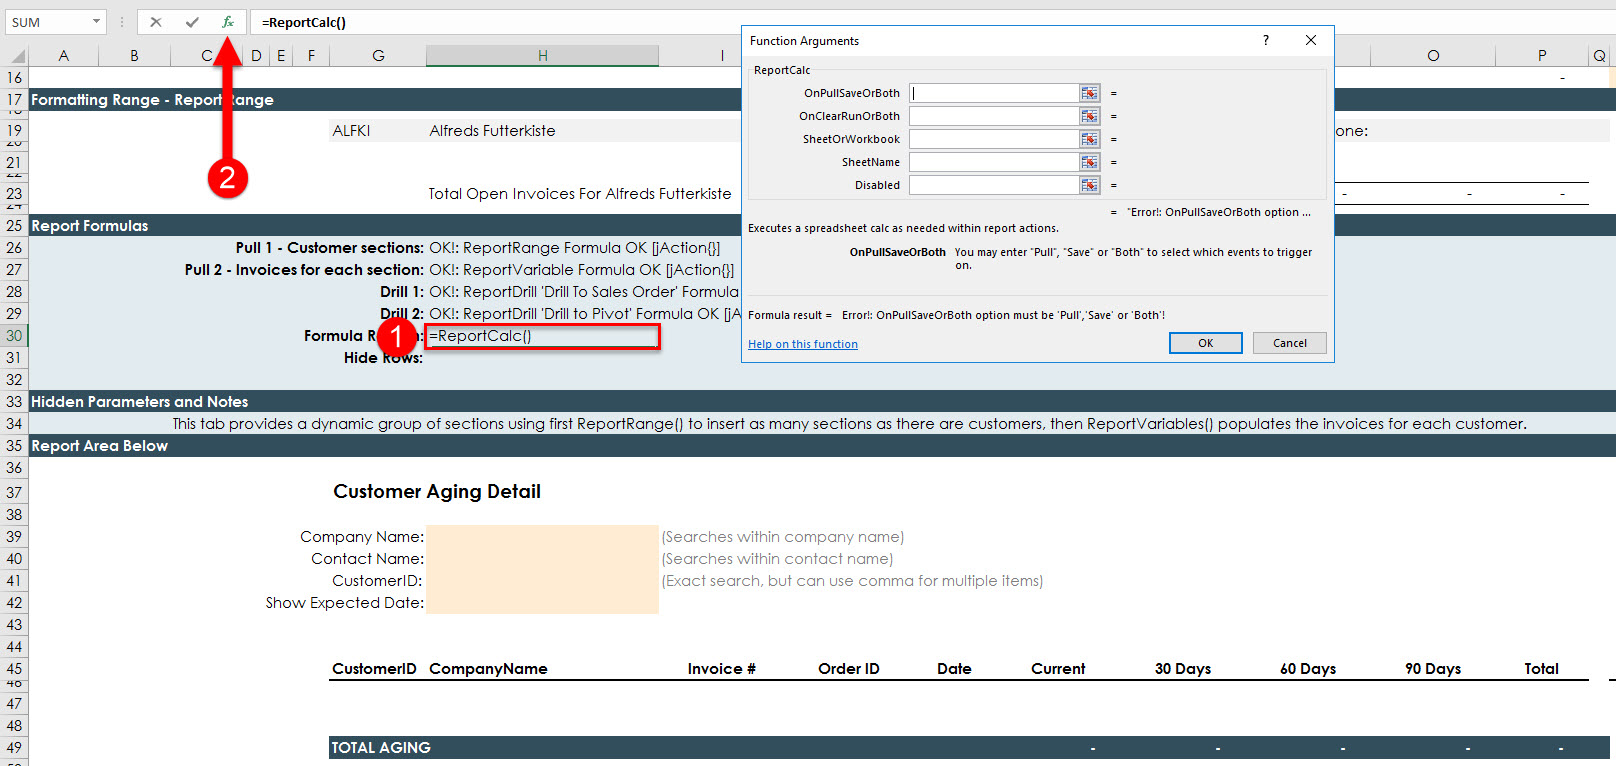 SUM
fx
=ReportCalc()
A B C D E F G H I O P Q
16 -
17 Formatting Range - Report Range
18
19 ALFKI Alfreds Futterkiste one:
20
21
22
23 Total Open Invoices For Alfreds Futterkiste - - -
24
25 Report Formulas
26 Pull 1 - Customer sections: OK!: ReportRange Formula OK [jAction{}]
27 Pull 2 - Invoices for each section: OK!: ReportVariable Formula OK [jAction{}]
28 Drill 1: OK!: ReportDrill 'Drill To Sales Order' Formula
29 Drill 2: OK!: ReportDrill 'Drill to Pivot' Formula OK [jA
30 Formula R n: =ReportCalc()
31 Hide Rows:
32
33 Hidden Parameters and Notes
34 This tab provides a dynamic group of sections using first ReportRange() to insert as many sections as there are customers, then ReportVariables() populates the invoices for each customer.
35 Report Area Below
36
37 Customer Aging Detail
38
39 Company Name: (Searches within company name)
40 Contact Name: (Searches within contact name)
41 CustomerID: (Exact search, but can use comma for multiple items)
42 Show Expected Date:
43
44
45 CustomerID CompanyName Invoice # Order ID Date Current 30 Days 60 Days 90 Days Total
46
47
48
49 TOTAL AGING - - - - -
1
2
Function Arguments ?
ReportCalc
OnPullSaveOrBoth =
OnClearRunOrBoth =
SheetOrWorkbook =
SheetName =
Disabled =
= "Error!: OnPullSaveOrBoth option ...
Executes a spreadsheet calc as needed within report actions.
OnPullSaveOrBoth You may enter "Pull", "Save" or "Both" to select which events to trigger
on.
Formula result = Error!: OnPullSaveOrBoth option must be 'Pull','Save' or 'Both'!
Help on this function OK Cancel